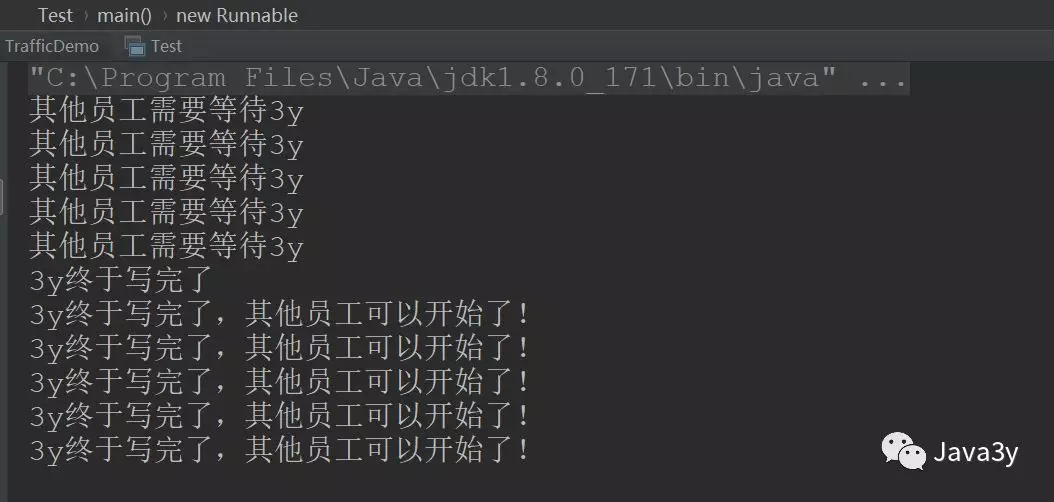 Test › main() › new Runnable
TrafficDemo Test
"C:\Program Files\Java\jdk1.8.0_171\bin\java" ...
其他员工需要等待3y
其他员工需要等待3y
其他员工需要等待3y
其他员工需要等待3y
其他员工需要等待3y
3y终于写完了
3y终于写完了，其他员工可以开始了！
3y终于写完了，其他员工可以开始了！
3y终于写完了，其他员工可以开始了！
3y终于写完了，其他员工可以开始了！
3y终于写完了，其他员工可以开始了！
Java3y